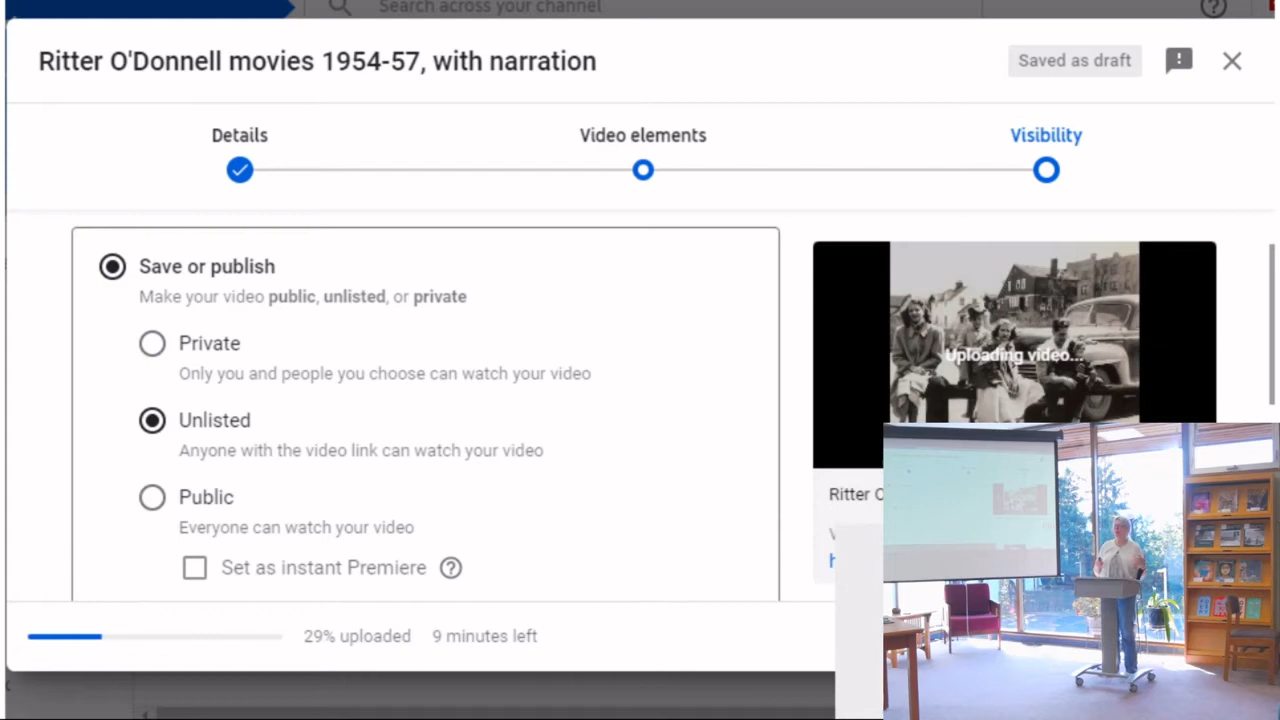 Search across your channel
Ritter O'Donnell movies 1954-57, with narration
Saved as draft
Details
Video elements
Visibility
Save or publish
Make your video public, unlisted, or private
Private
Only you and people you choose can watch your video
Unlisted
Anyone with the video link can watch your video
Public
Everyone can watch your video
Set as instant Premiere
Uploading video...
Ritter
29% uploaded
9 minutes left